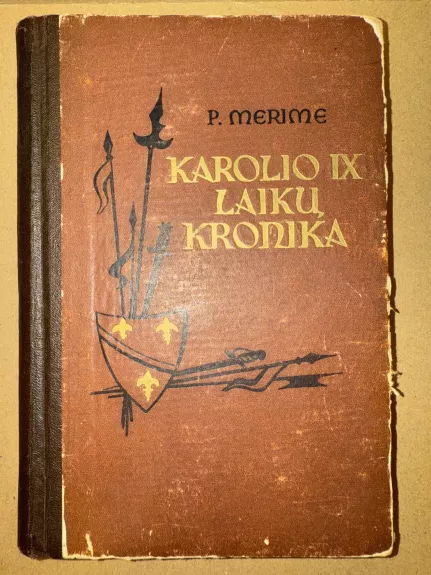 P. MERIME
KAROLIO IX
LAIKŲ
KRONIKA